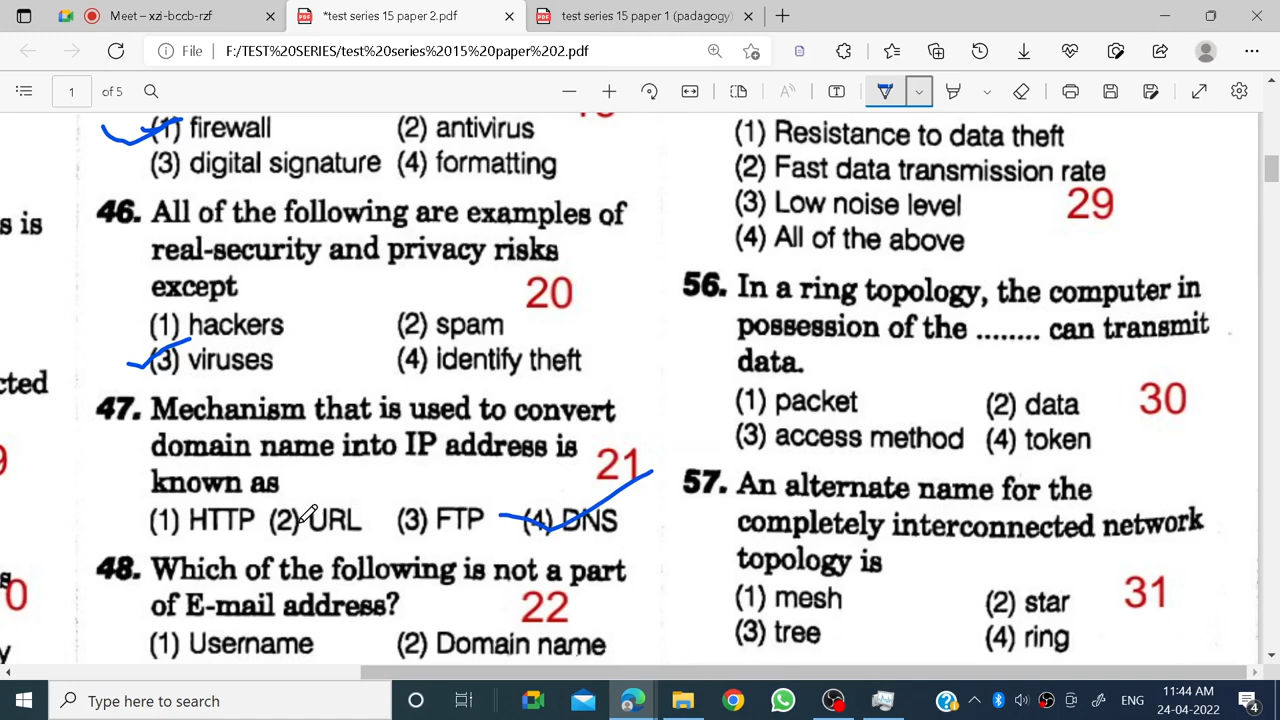 Meet – xzi-bccb-rzf
*test series 15 paper 2.pdf
test series 15 paper 1 (padagogy)
File
F:/TEST%20SERIES/test%20series%2015%20paper%202.pdf
1
of 5
s is
cted
(1) firewall (2) antivirus
(3) digital signature (4) formatting
46. All of the following are examples of
real-security and privacy risks
except
20
(1) hackers (2) spam
(3) viruses (4) identify theft
47. Mechanism that is used to convert
domain name into IP address is
known as
21
(1) HTTP (2) URL (3) FTP (4) DNS
48. Which of the following is not a part
of E-mail address?
22
(1) Username (2) Domain name
(1) Resistance to data theft
(2) Fast data transmission rate
(3) Low noise level
29
(4) All of the above
56. In a ring topology, the computer in
possession of the ........ can transmit
data.
(1) packet (2) data
30
(3) access method (4) token
57. An alternate name for the
completely interconnected network
topology is
(1) mesh (2) star
31
(3) tree (4) ring
Type here to search
ENG
11:44 AM
24-04-2022
4